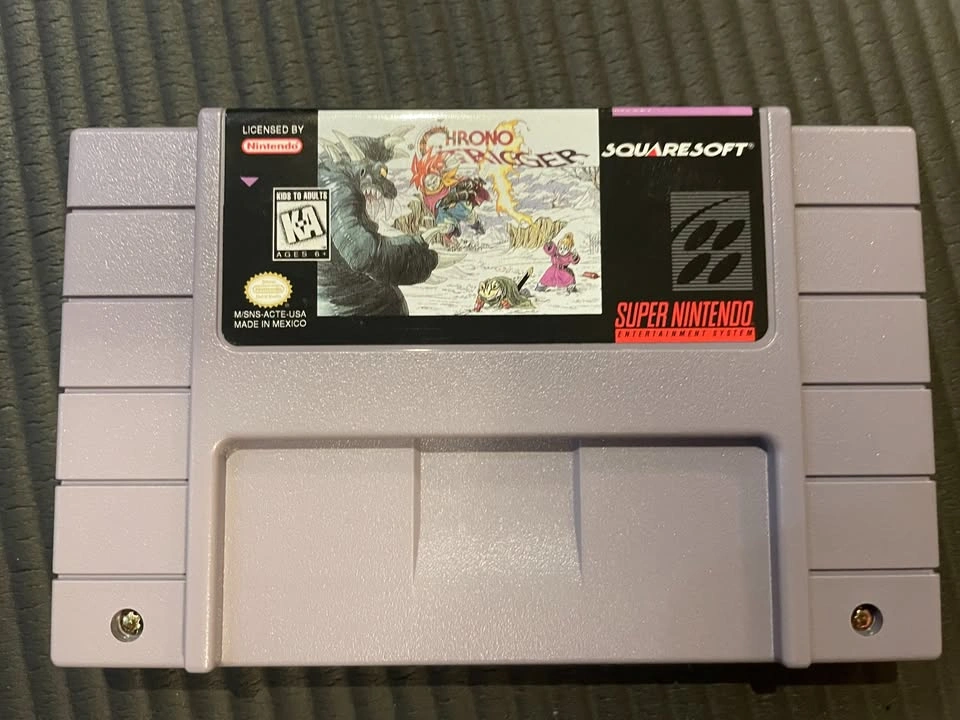 LICENSED BY
Nintendo
KIDS TO ADULTS
K-A
AGES 6+
M/SNS-ACTE-USA
MADE IN MEXICO
CHRONO
TRIGGER
SQUARESOFT®
SUPER NINTENDO
ENTERTAINMENT SYSTEM